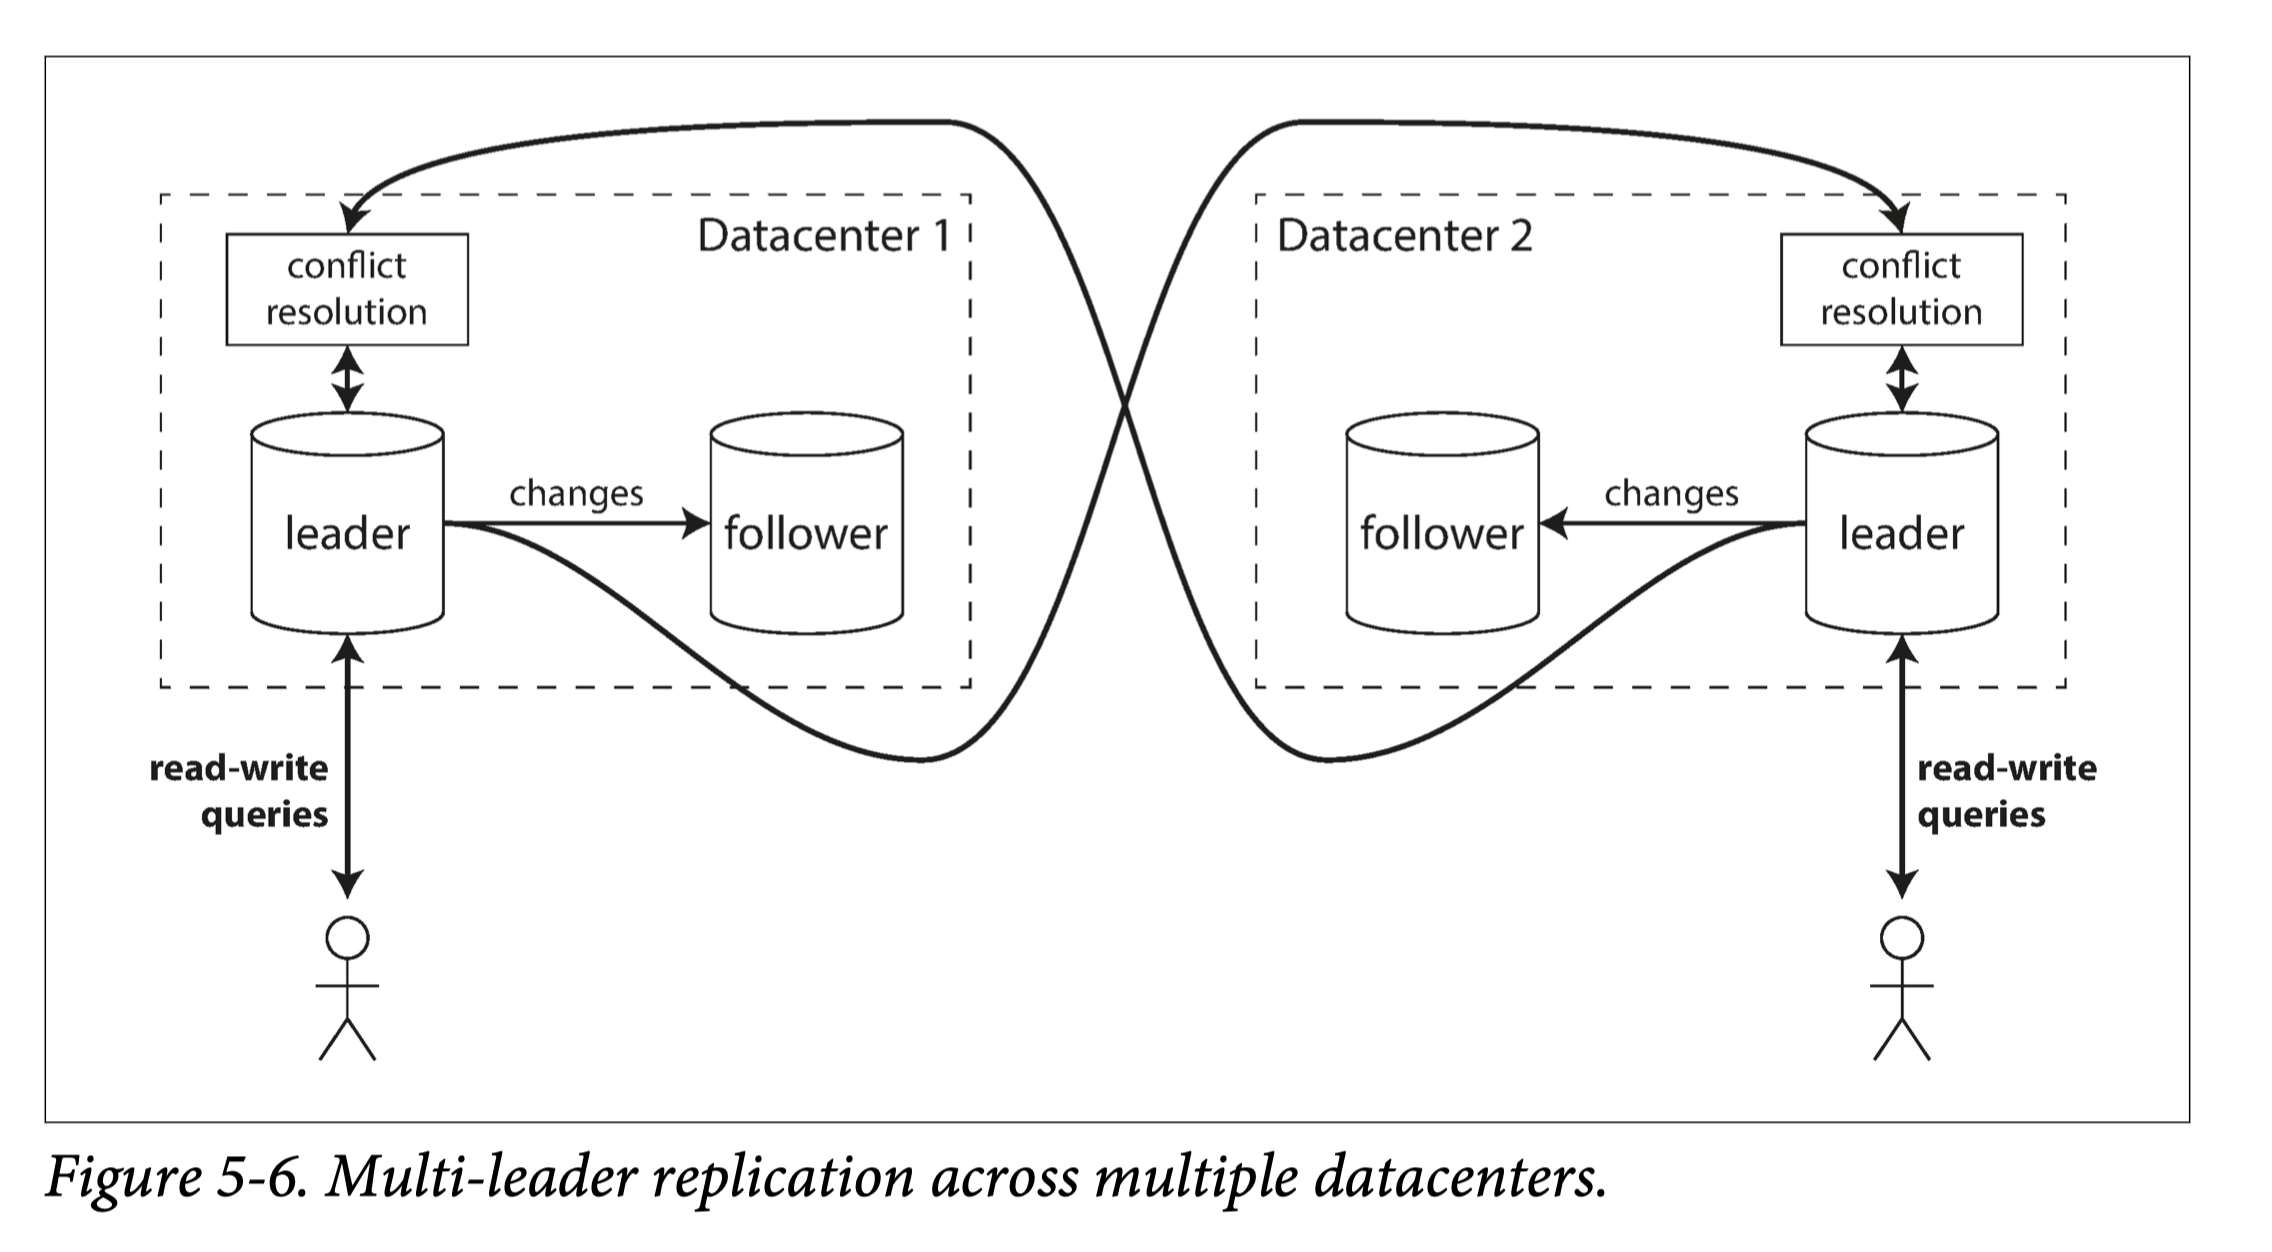 Datacenter 1
conflict
resolution
leader
changes
follower
read-write
queries
Datacenter 2
conflict
resolution
follower
changes
leader
read-write
queries
Figure 5-6. Multi-leader replication across multiple datacenters.